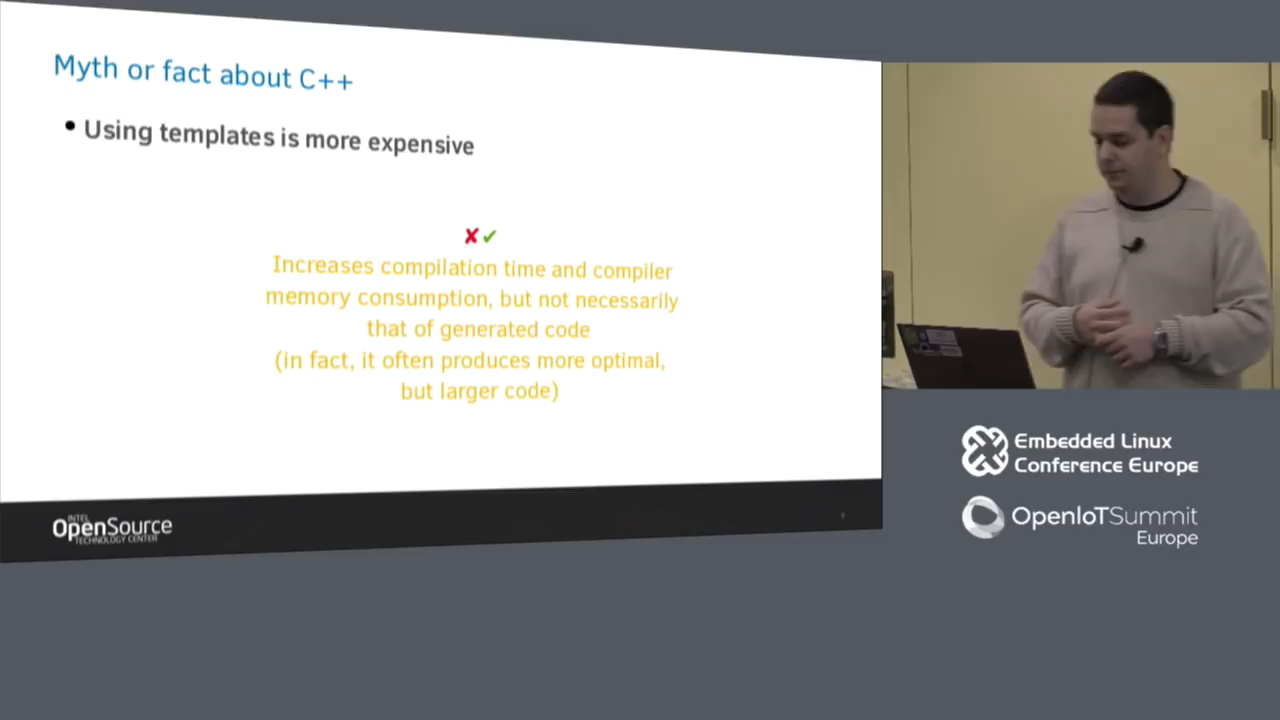 Myth or fact about C++
• Using templates is more expensive
✘✔
Increases compilation time and compiler
memory consumption, but not necessarily
that of generated code
(in fact, it often produces more optimal,
but larger code)
INTEL
OpenSource
TECHNOLOGY CENTER
Embedded Linux
Conference Europe
OpenIoTSummit
Europe